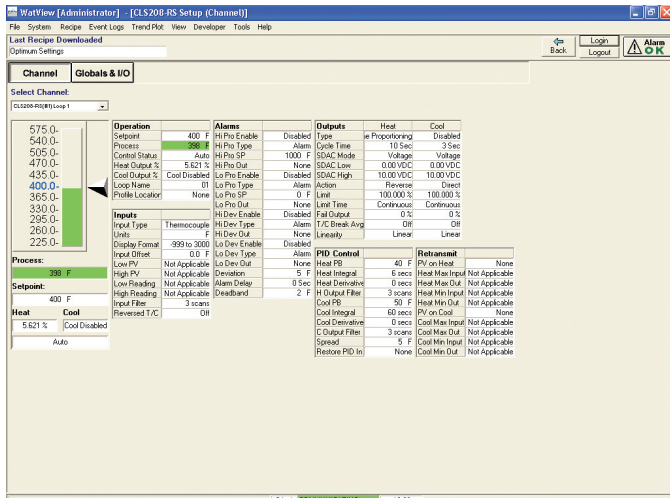 WatView [Administrator] - [CLS208-RS Setup (Channel)]
File System Recipe Event Logs Trend Plot View Developer Tools Help
Last Recipe Downloaded
Optimum Settings
Back
Login
Logout
Alarm
OK
Channel Globals & I/O
Select Channel:
CLS208-RS(#1) Loop 1
575.0-
540.0-
505.0-
470.0-
435.0-
400.0-
365.0-
330.0-
295.0-
260.0-
225.0-
Process:
398 F
Setpoint:
400 F
Heat Cool
5.621 % Cool Disabled
Auto
Operation
Setpoint 400 F
Process 398 F
Control Status Auto
Heat Output % 5.621 %
Cool Output % Cool Disabled
Loop Name 01
Profile Location None
Inputs
Input Type Thermocouple
Units F
Display Format -999 to 3000
Input Offset 0.0 F
Low PV Not Applicable
High PV Not Applicable
Low Reading Not Applicable
High Reading Not Applicable
Input Filter 3 scans
Reversed T/C Off
Alarms
Hi Pro Enable Disabled
Hi Pro Type Alarm
Hi Pro SP 1000 F
Hi Pro Out None
Lo Pro Enable Disabled
Lo Pro Type Alarm
Lo Pro SP 0 F
Lo Pro Out None
Hi Dev Enable Disabled
Hi Dev Type Alarm
Hi Dev Out None
Lo Dev Enable Disabled
Lo Dev Type Alarm
Lo Dev Out None
Deviation 5 F
Alarm Delay 0 Sec
Deadband 2 F
Outputs Heat Cool
Type e Proportioning Disabled
Cycle Time 10 Sec 3 Sec
SDAC Mode Voltage Voltage
SDAC Low 0.00 VDC 0.00 VDC
SDAC High 10.00 VDC 10.00 VDC
Action Reverse Direct
Limit 100.000 % 100.000 %
Limit Time Continuous Continuous
Fail Output 0 % 0 %
T/C Break Avg Off Off
Linearity Linear Linear
PID Control
Heat PB 40 F
Heat Integral 6 secs
Heat Derivative 0 secs
H Output Filter 3 scans
Cool PB 50 F
Cool Integral 60 secs
Cool Derivative 0 secs
C Output Filter 3 scans
Spread 5 F
Restore PID In None
Retransmit
PV on Heat None
Heat Max Input Not Applicable
Heat Max Out Not Applicable
Heat Min Input Not Applicable
Heat Min Out Not Applicable
PV on Cool None
Cool Max Input Not Applicable
Cool Max Out Not Applicable
Cool Min Input Not Applicable
Cool Min Out Not Applicable